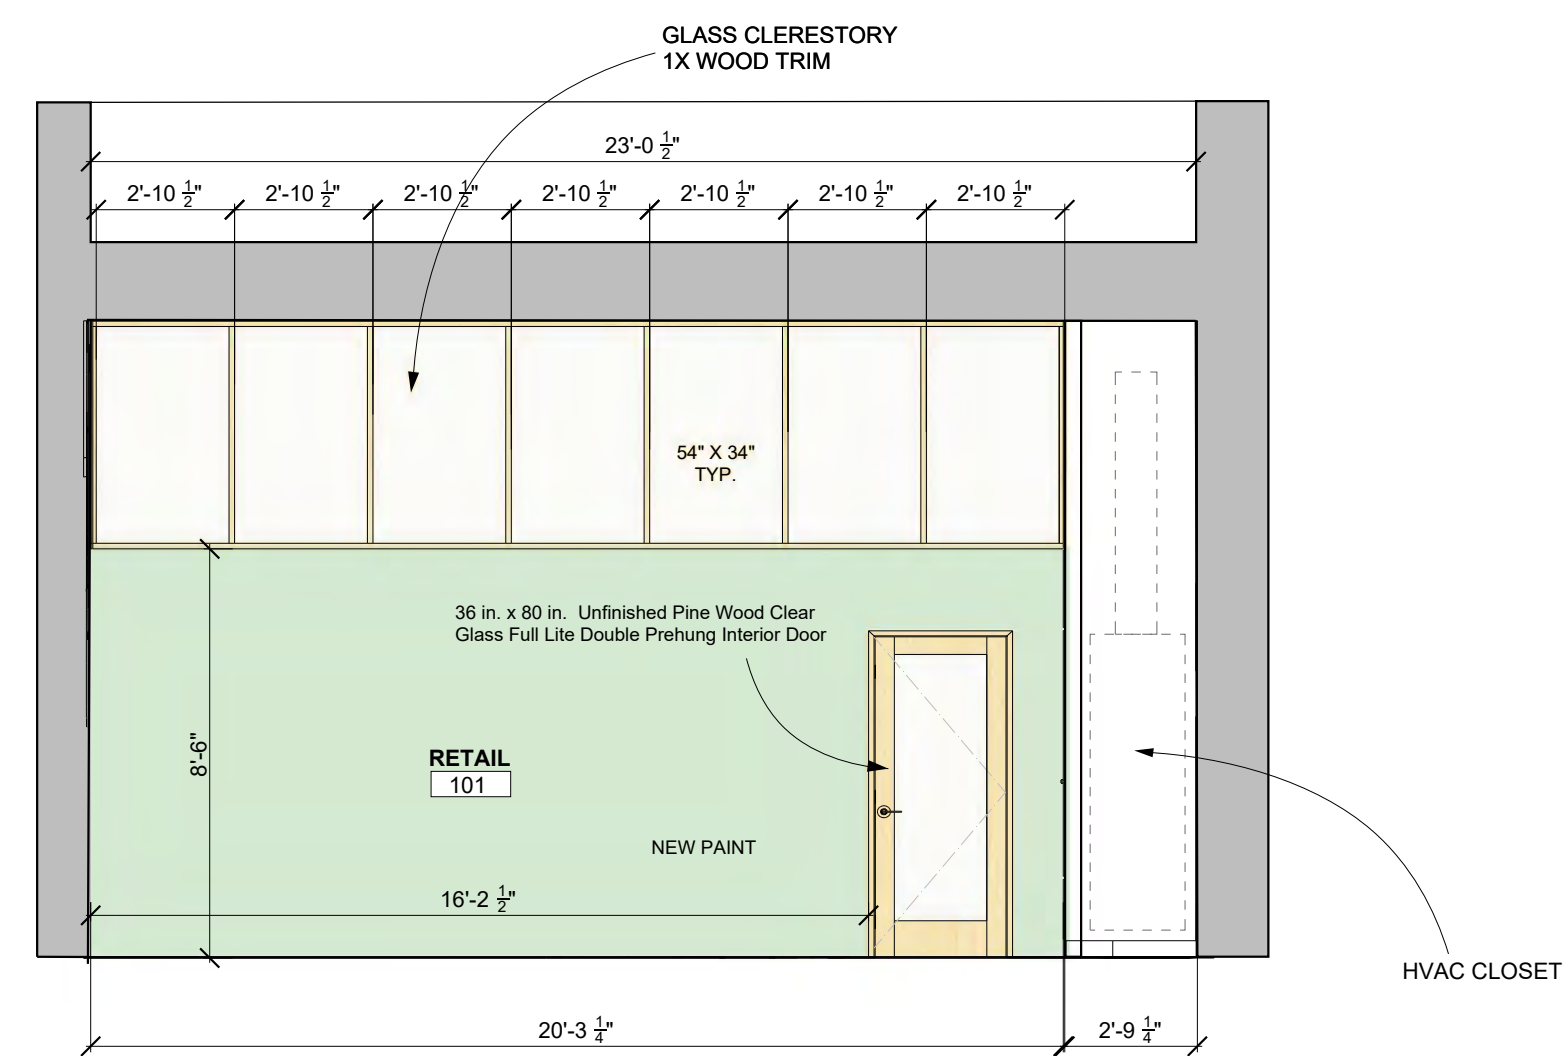 GLASS CLERESTORY
1X WOOD TRIM
23'-0 1/2"
2'-10 1/2" 2'-10 1/2" 2'-10 1/2" 2'-10 1/2" 2'-10 1/2" 2'-10 1/2" 2'-10 1/2"
54" X 34"
TYP.
36 in. x 80 in.  Unfinished Pine Wood Clear
Glass Full Lite Double Prehung Interior Door
8'-6"
RETAIL
101
NEW PAINT
16'-2 1/2"
HVAC CLOSET
20'-3 1/4" 2'-9 1/4"